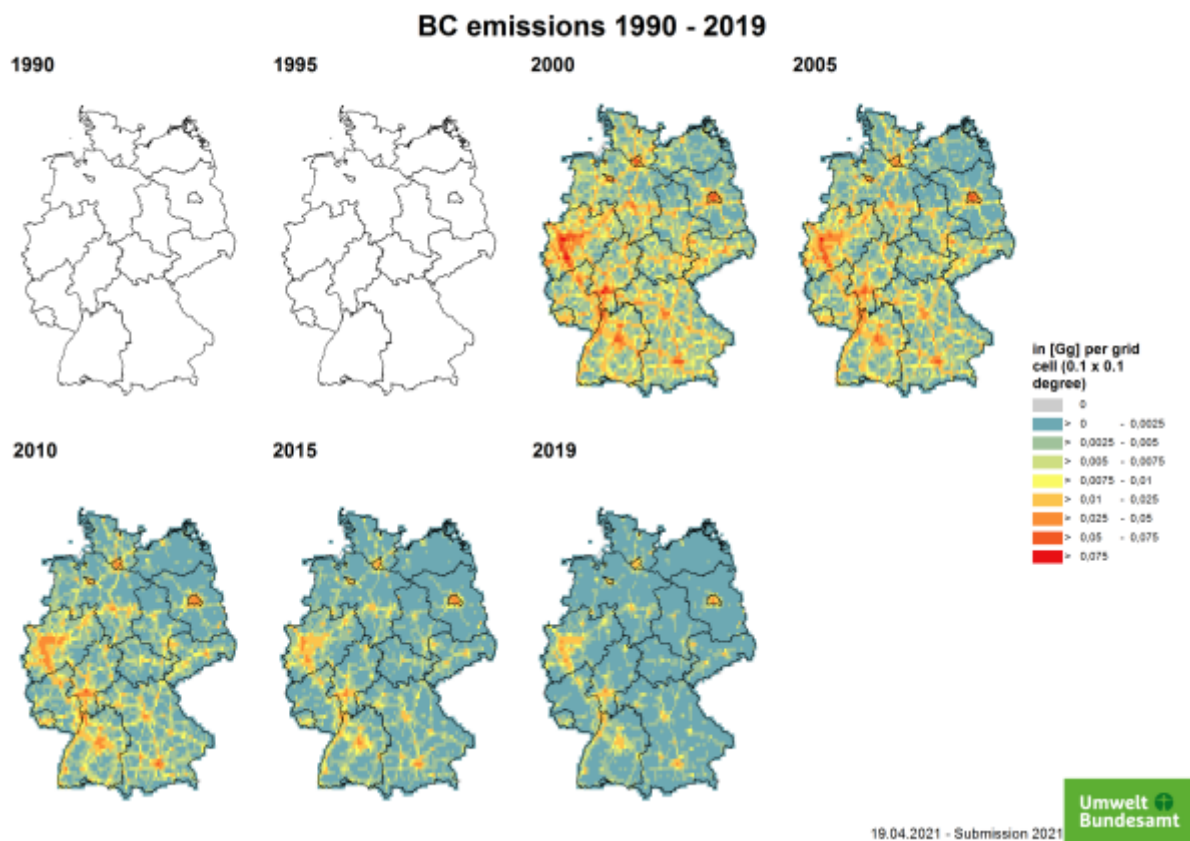 BC emissions 1990 - 2019
1990
1995
2000
2005
in [Gg] per grid
cell (0.1 x 0.1
degree)
0
> 0 - 0,0025
> 0,0025 - 0,005
> 0,005 - 0,0075
> 0,0075 - 0,01
> 0,01 - 0,025
> 0,025 - 0,05
> 0,05 - 0,075
> 0,075
2010
2015
2019
Umwelt
Bundesamt
19.04.2021 - Submission 2021